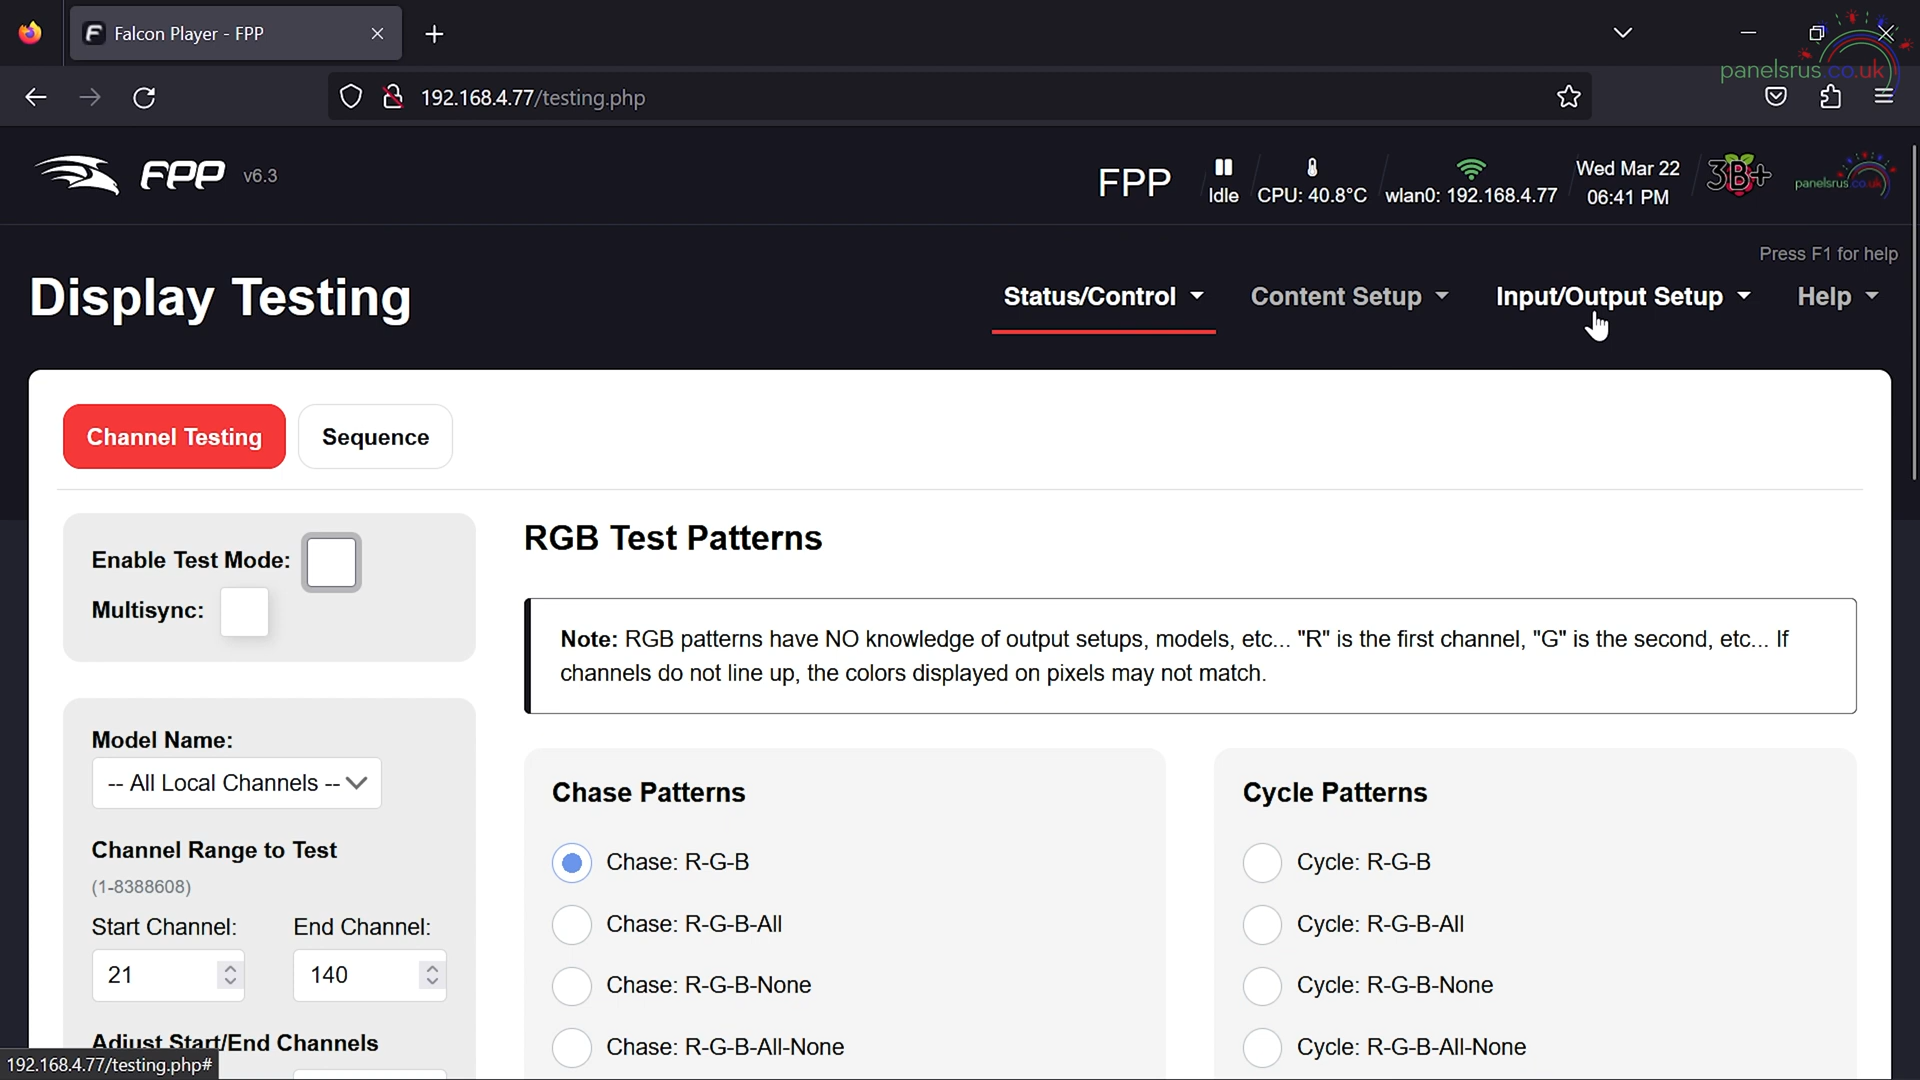 Falcon Player - FPP
panelsrus.co.uk
192.168.4.77/testing.php
FPP v6.3
FPP
Idle
CPU: 40.8°C
wlan0: 192.168.4.77
Wed Mar 22
06:41 PM
3B+
panelsrus.co.uk
Press F1 for help
Display Testing
Status/Control
Content Setup
Input/Output Setup
Help
Channel Testing
Sequence
Enable Test Mode:
Multisync:
RGB Test Patterns
Note: RGB patterns have NO knowledge of output setups, models, etc... "R" is the first channel, "G" is the second, etc... If
channels do not line up, the colors displayed on pixels may not match.
Model Name:
-- All Local Channels --
Channel Range to Test
(1-8388608)
Start Channel: End Channel:
21 140
Adjust Start/End Channels
Chase Patterns
Chase: R-G-B
Chase: R-G-B-All
Chase: R-G-B-None
Chase: R-G-B-All-None
Cycle Patterns
Cycle: R-G-B
Cycle: R-G-B-All
Cycle: R-G-B-None
Cycle: R-G-B-All-None
192.168.4.77/testing.php#